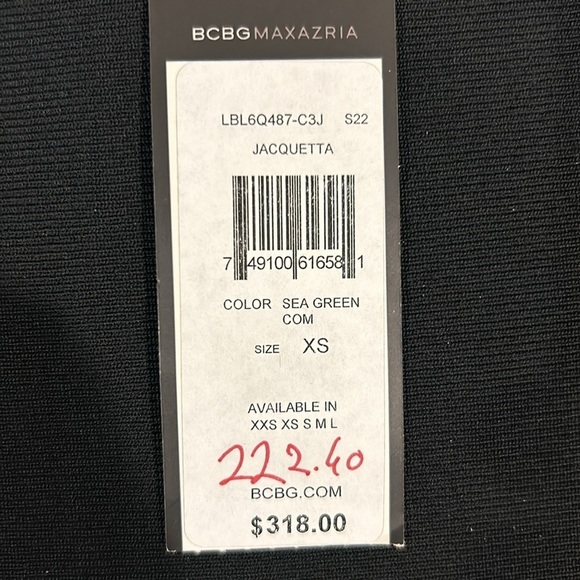 BCBGMAXAZRIA
LBL6Q487-C3J S22
JACQUETTA
7 49100 61658 1
COLOR SEA GREEN
COM
SIZE XS
AVAILABLE IN
XXS XS S M L
222.40
BCBG.COM
$318.00